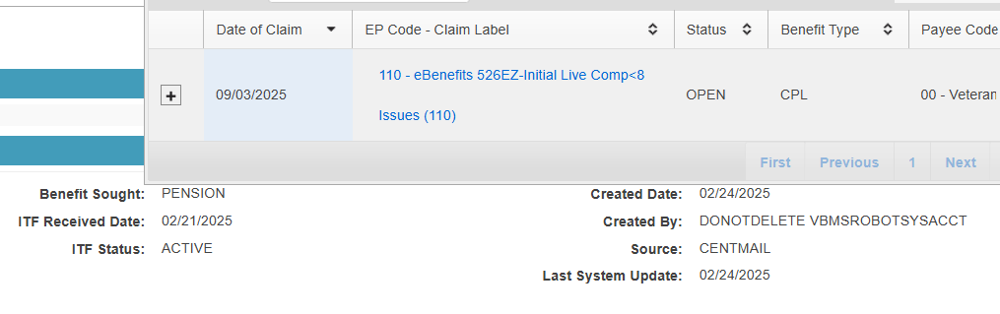 Date of Claim EP Code - Claim Label Status Benefit Type Payee Code
+ 09/03/2025 110 - eBenefits 526EZ-Initial Live Comp<8 Issues (110) OPEN CPL 00 - Veteran
First Previous 1 Next
Benefit Sought: PENSION Created Date: 02/24/2025
ITF Received Date: 02/21/2025 Created By: DONOTDELETE VBMSROBOTSYSACCT
ITF Status: ACTIVE Source: CENTMAIL
Last System Update: 02/24/2025